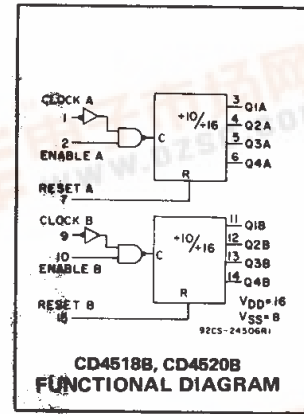 CLOCK A
1
2
ENABLE A
RESET A
7
÷10/÷16
C
R
3 Q1A
4 Q2A
5 Q3A
6 Q4A
CLOCK B
9
10
ENABLE B
RESET B
15
÷10/÷16
C
R
11 Q1B
12 Q2B
13 Q3B
14 Q4B
VDD=16
VSS=8
92CS-24506R1
CD4518B, CD4520B
FUNCTIONAL DIAGRAM